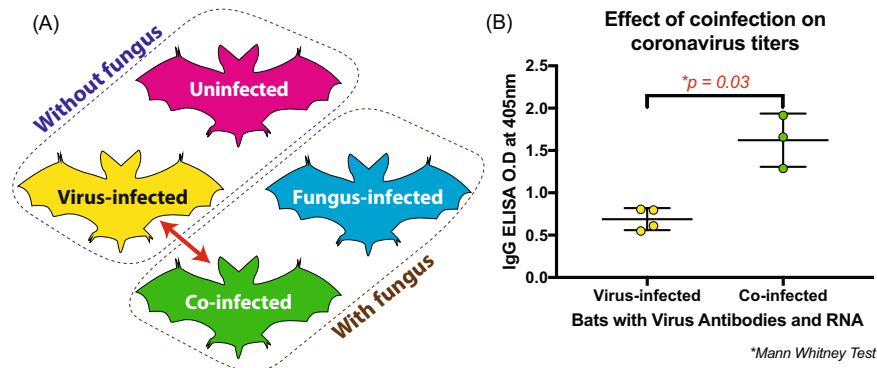 (A)
Without fungus
Uninfected
Virus-infected
Fungus-infected
Co-infected
With fungus
(B)
Effect of coinfection on
coronavirus titers
*p = 0.03
IgG ELISA O.D at 405nm
2.5
2.0
1.5
1.0
0.5
0.0
Virus-infected
Co-infected
Bats with Virus Antibodies and RNA
*Mann Whitney Test